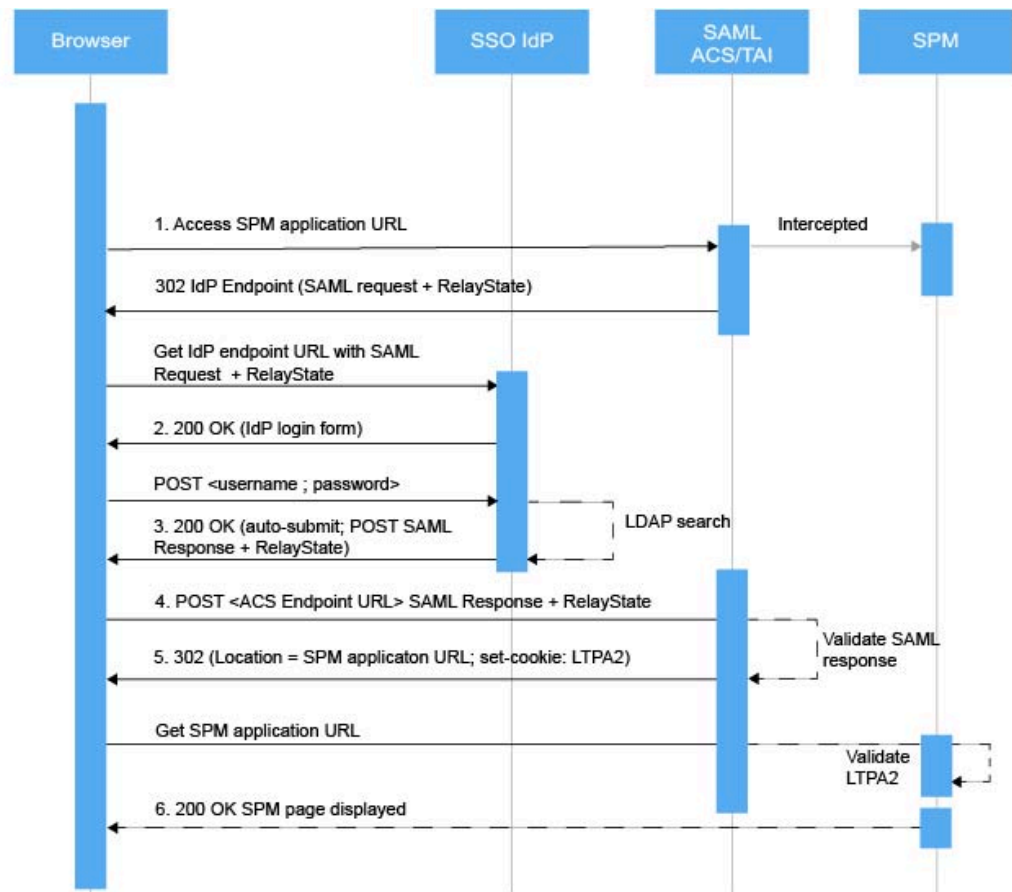 Browser
SSO IdP
SAML
ACS/TAI
SPM
1. Access SPM application URL
Intercepted
302 IdP Endpoint (SAML request + RelayState)
Get IdP endpoint URL with SAML
Request + RelayState
2. 200 OK (IdP login form)
POST <username ; password>
LDAP search
3. 200 OK (auto-submit; POST SAML
Response + RelayState)
4. POST <ACS Endpoint URL> SAML Response + RelayState
Validate SAML
response
5. 302 (Location = SPM applicaton URL; set-cookie: LTPA2)
Get SPM application URL
Validate
LTPA2
6. 200 OK SPM page displayed